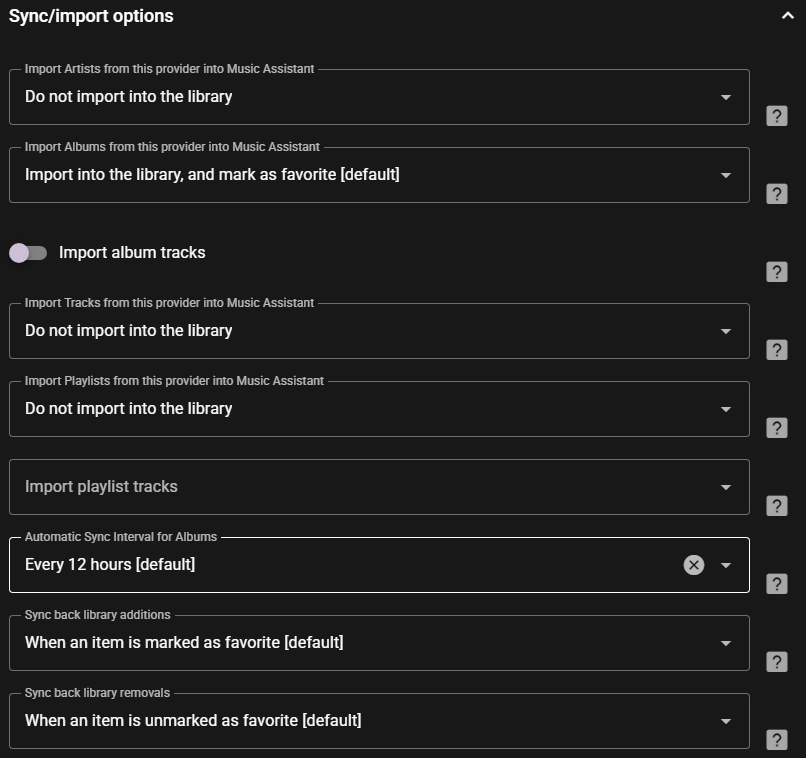 Sync/import options
Import Artists from this provider into Music Assistant
Do not import into the library
?
Import Albums from this provider into Music Assistant
Import into the library, and mark as favorite [default]
?
Import album tracks
?
Import Tracks from this provider into Music Assistant
Do not import into the library
?
Import Playlists from this provider into Music Assistant
Do not import into the library
?
Import playlist tracks
?
Automatic Sync Interval for Albums
Every 12 hours [default]
?
Sync back library additions
When an item is marked as favorite [default]
?
Sync back library removals
When an item is unmarked as favorite [default]
?